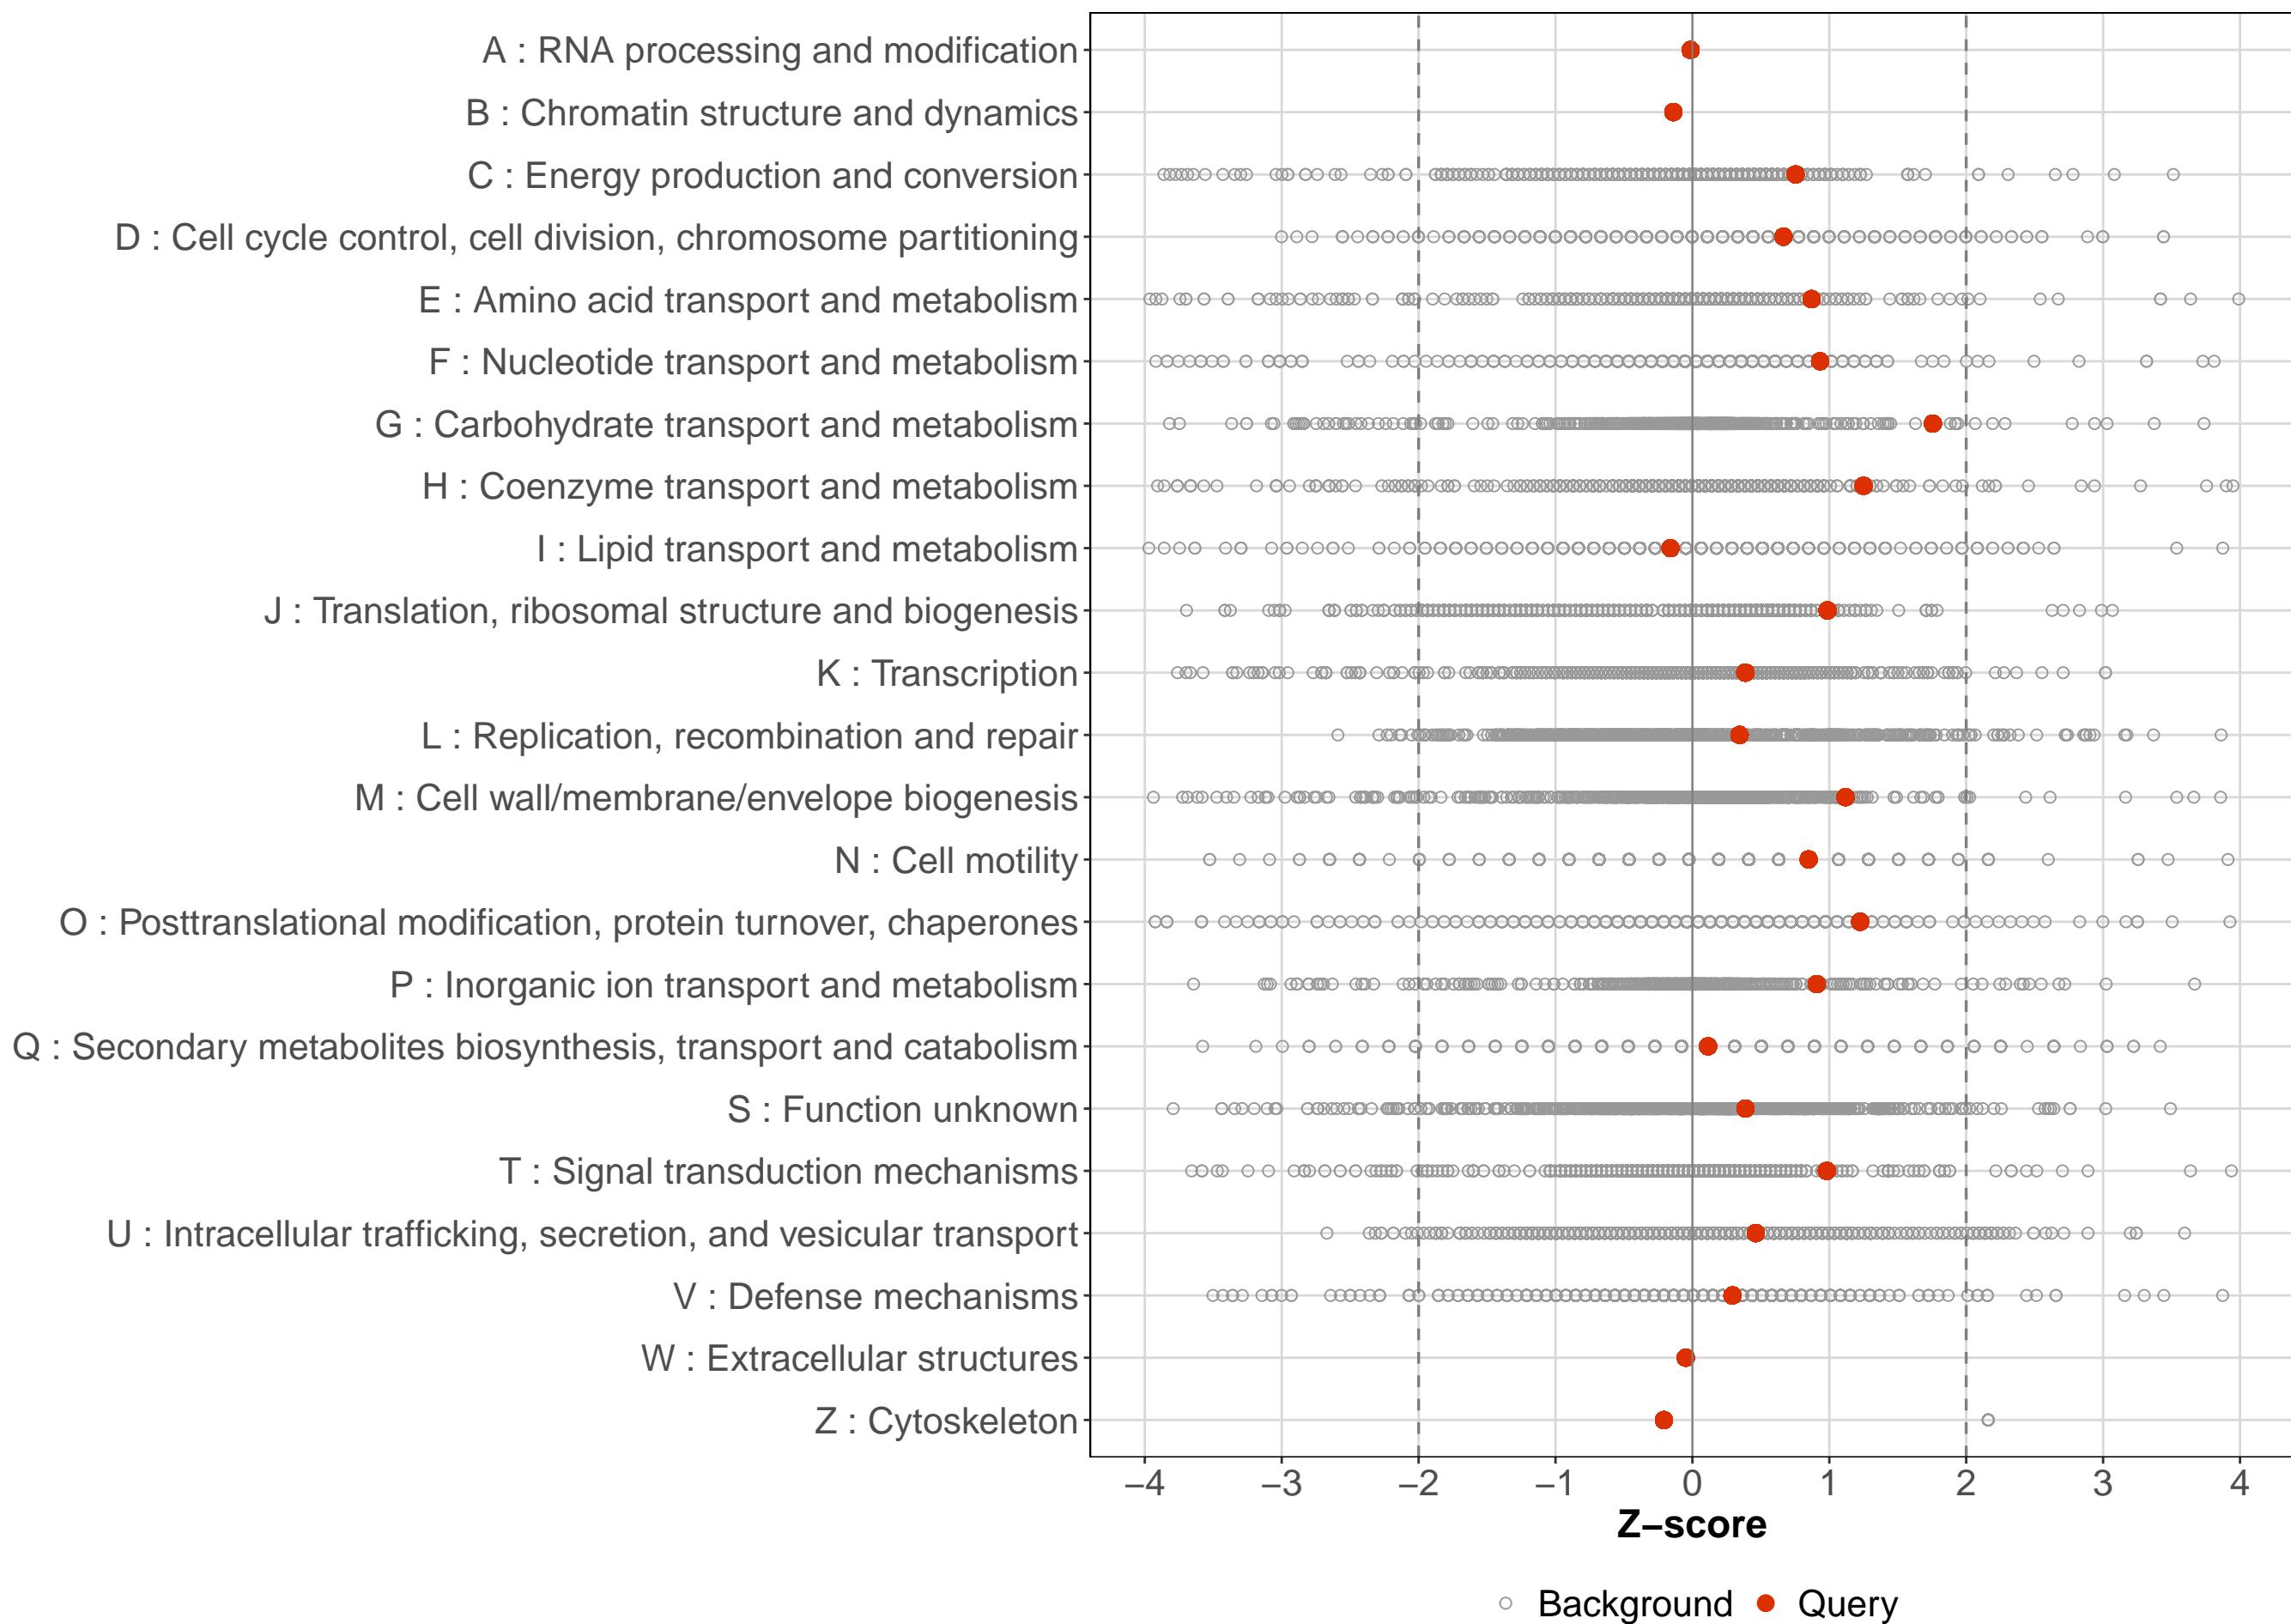 A : RNA processing and modification
B : Chromatin structure and dynamics
C : Energy production and conversion
D : Cell cycle control, cell division, chromosome partitioning
E : Amino acid transport and metabolism
F : Nucleotide transport and metabolism
G : Carbohydrate transport and metabolism
H : Coenzyme transport and metabolism
I : Lipid transport and metabolism
J : Translation, ribosomal structure and biogenesis
K : Transcription
L : Replication, recombination and repair
M : Cell wall/membrane/envelope biogenesis
N : Cell motility
O : Posttranslational modification, protein turnover, chaperones
P : Inorganic ion transport and metabolism
Q : Secondary metabolites biosynthesis, transport and catabolism
S : Function unknown
T : Signal transduction mechanisms
U : Intracellular trafficking, secretion, and vesicular transport
V : Defense mechanisms
W : Extracellular structures
Z : Cytoskeleton
−4 −3 −2 −1 0 1 2 3 4
Z−score
Background Query